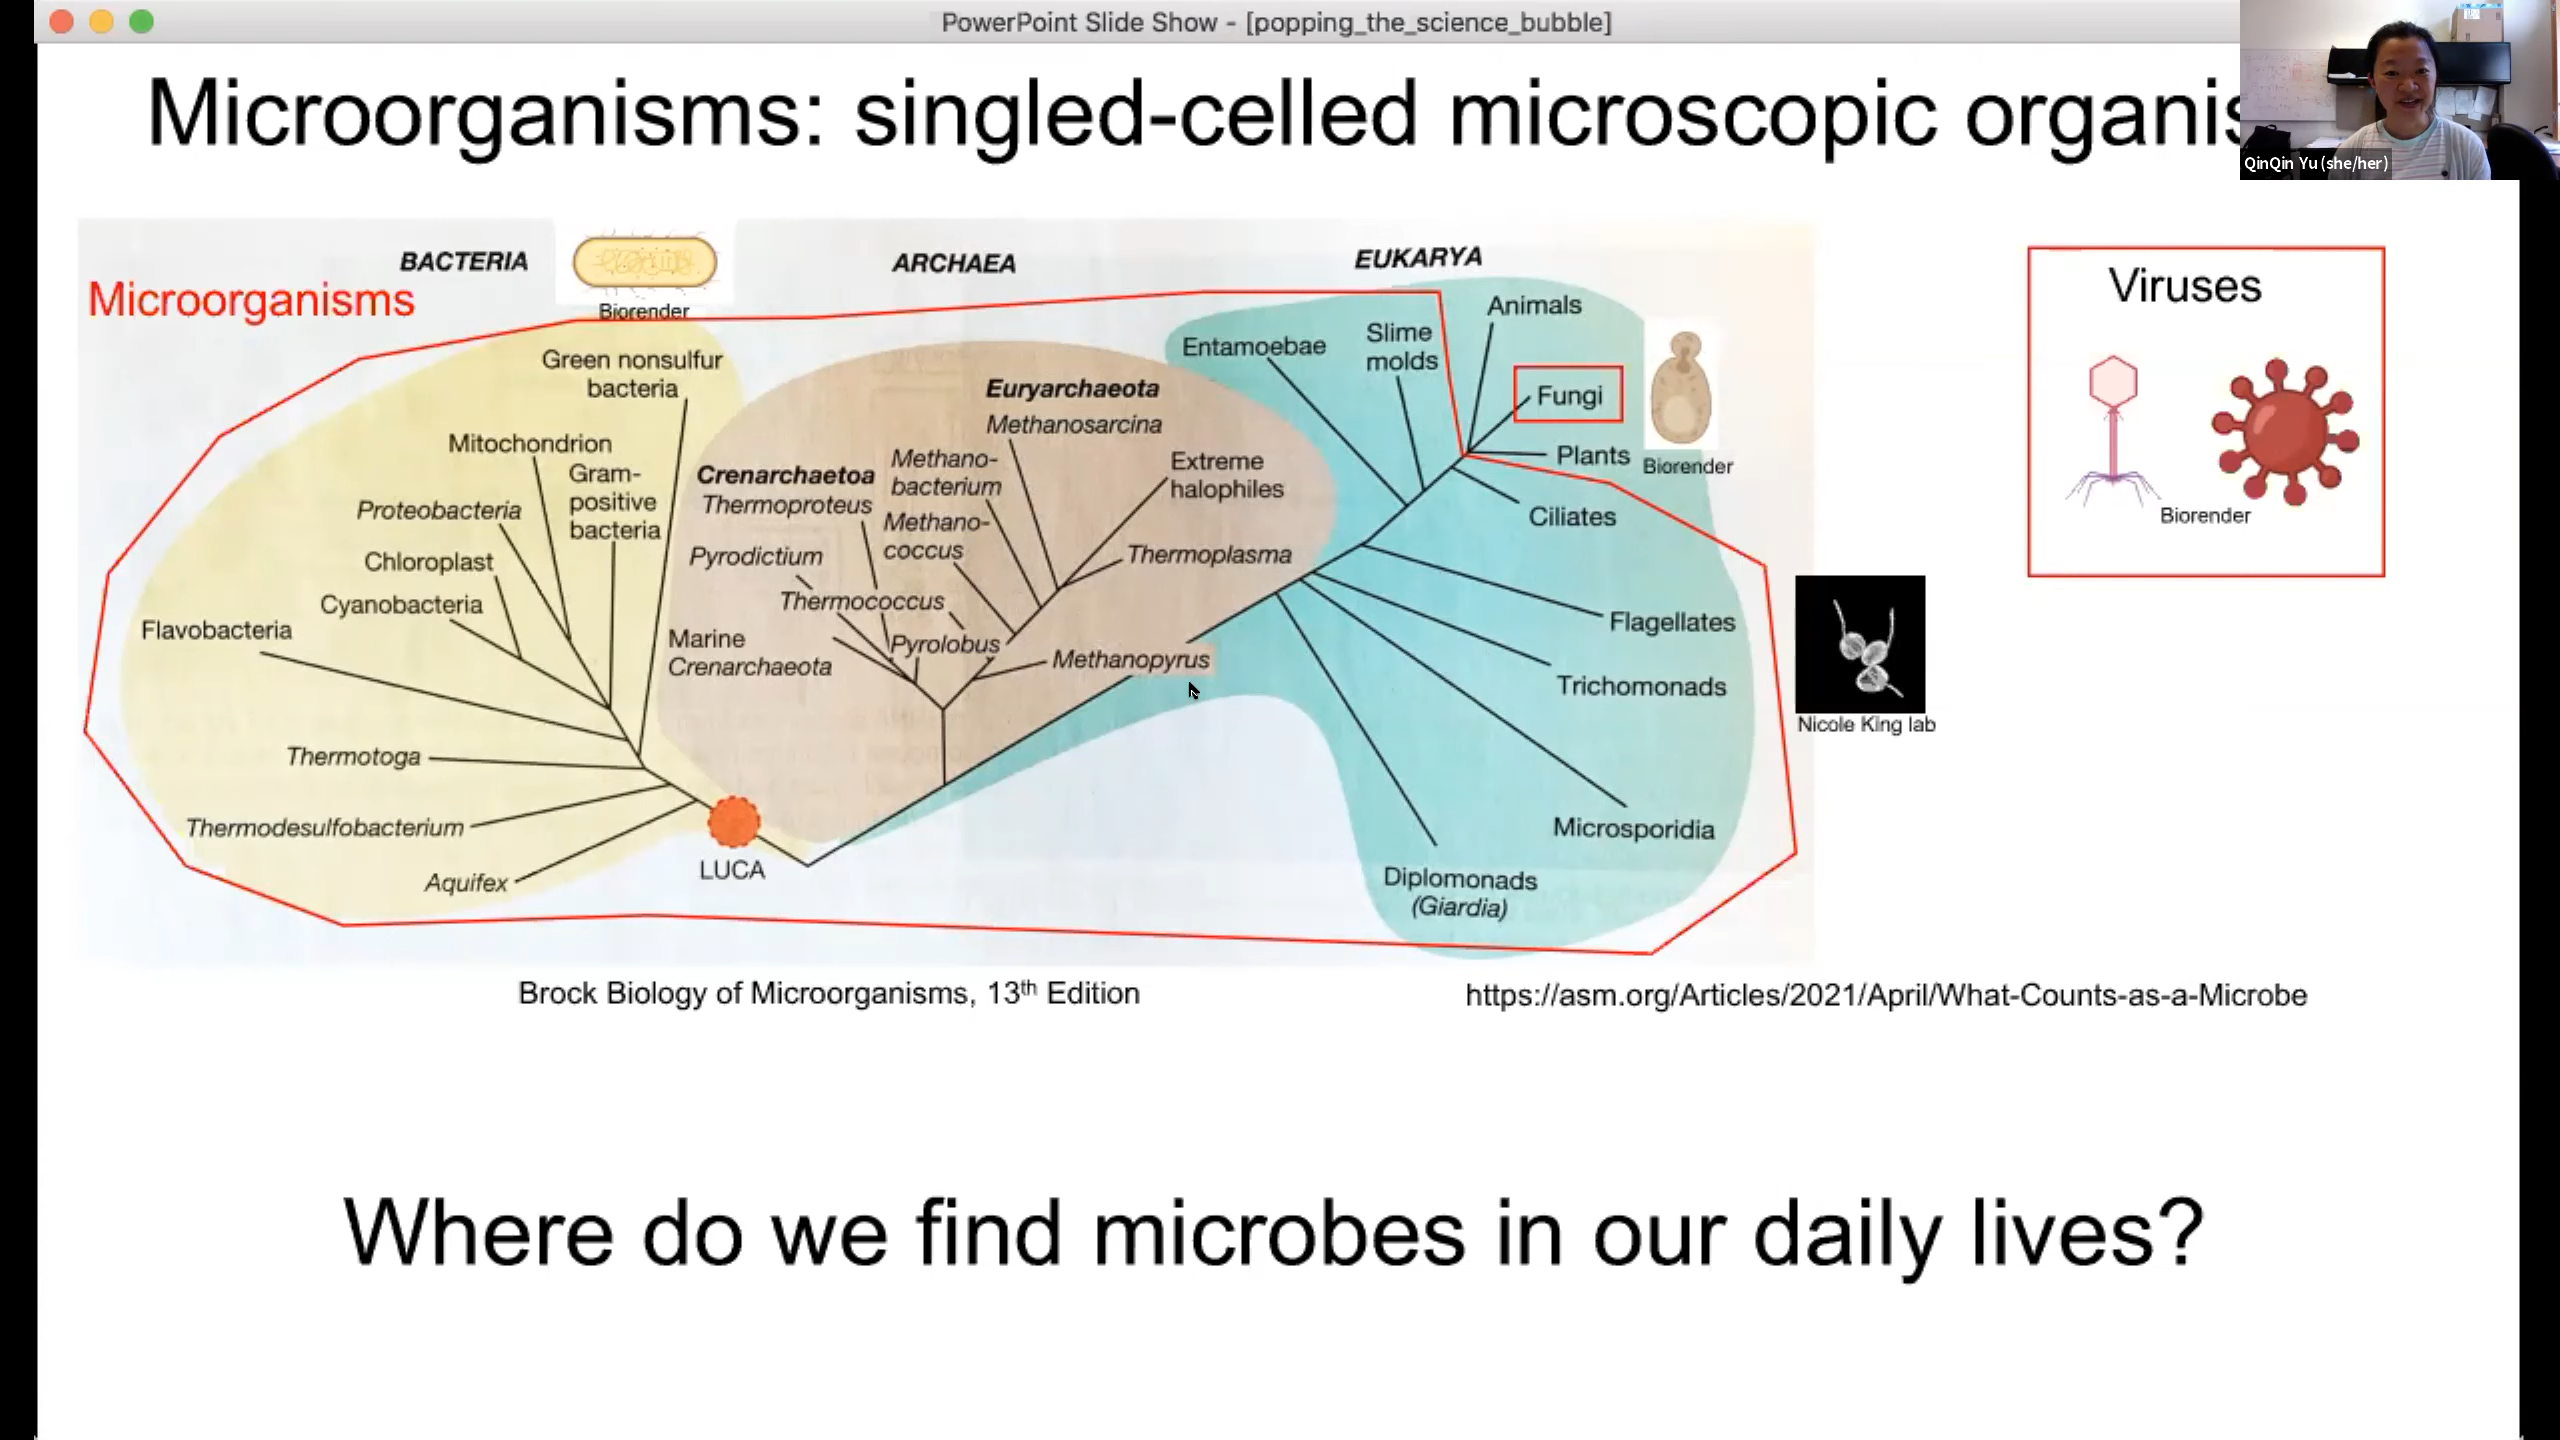 PowerPoint Slide Show - [popping_the_science_bubble]
Microorganisms: singled-celled microscopic organis
QinQin Yu (she/her)
BACTERIA
ARCHAEA
EUKARYA
Microorganisms
Biorender
Viruses
Biorender
Green nonsulfur
bacteria
Mitochondrion
Gram-
positive
bacteria
Proteobacteria
Chloroplast
Cyanobacteria
Flavobacteria
Thermotoga
Thermodesulfobacterium
Aquifex
LUCA
Euryarchaeota
Methanosarcina
Crenarchaetoa
Thermoproteus
Methano-
bacterium
Extreme
halophiles
Methano-
coccus
Pyrodictium
Thermoplasma
Thermococcus
Marine
Crenarchaeota
Pyrolobus
Methanopyrus
Entamoebae
Slime
molds
Animals
Fungi
Plants
Biorender
Ciliates
Flagellates
Trichomonads
Microsporidia
Diplomonads
(Giardia)
Nicole King lab
Brock Biology of Microorganisms, 13th Edition
https://asm.org/Articles/2021/April/What-Counts-as-a-Microbe
Where do we find microbes in our daily lives?